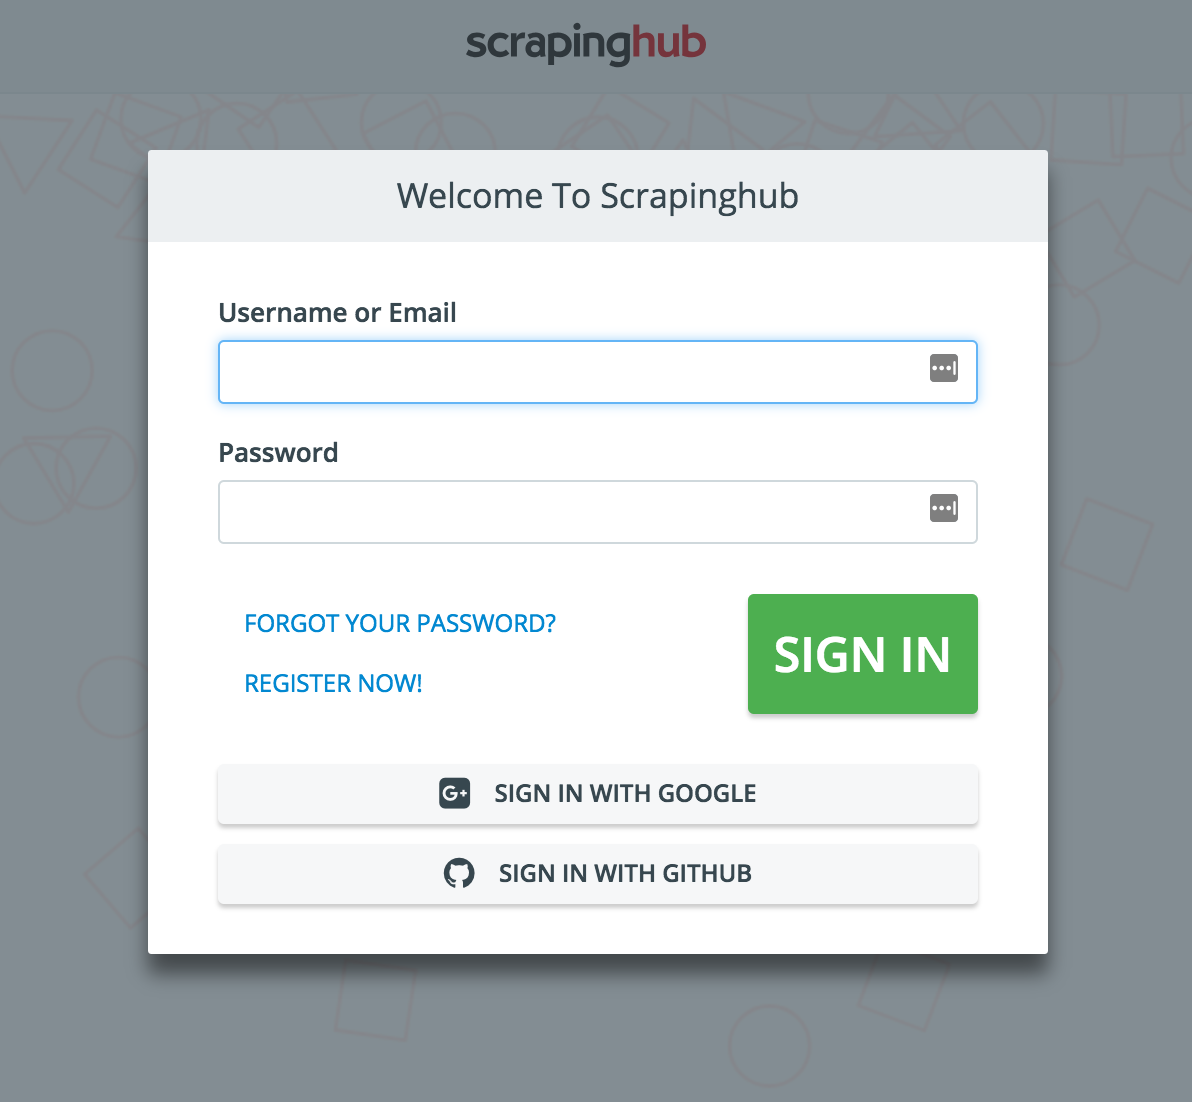 scrapinghub
Welcome To Scrapinghub
Username or Email
Password
FORGOT YOUR PASSWORD?
REGISTER NOW!
SIGN IN
G+ SIGN IN WITH GOOGLE
SIGN IN WITH GITHUB